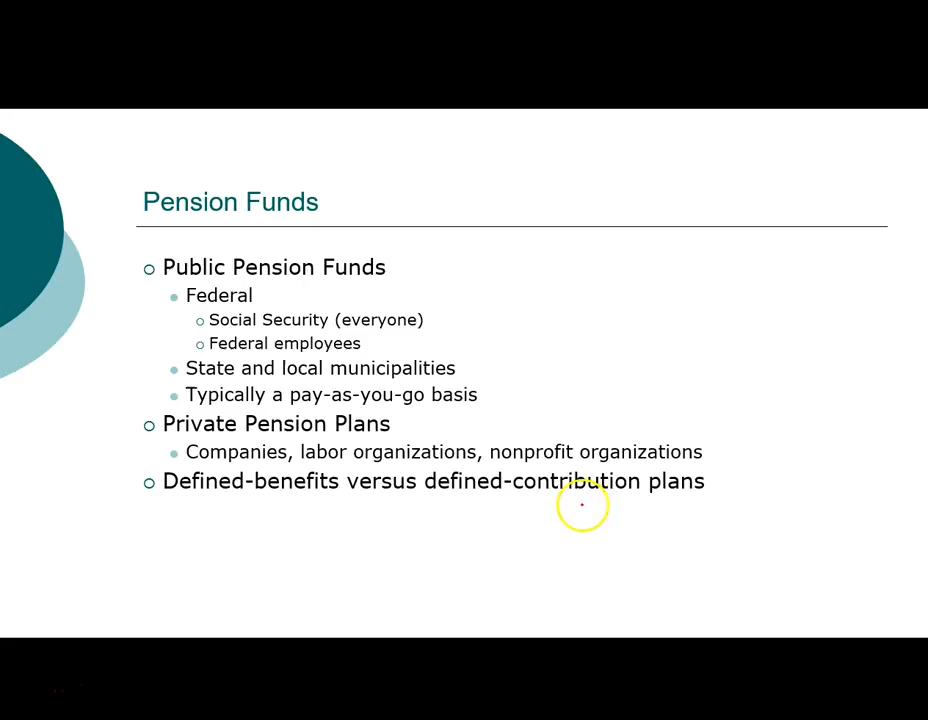 Pension Funds
Public Pension Funds
Federal
Social Security (everyone)
Federal employees
State and local municipalities
Typically a pay-as-you-go basis
Private Pension Plans
Companies, labor organizations, nonprofit organizations
Defined-benefits versus defined-contribution plans